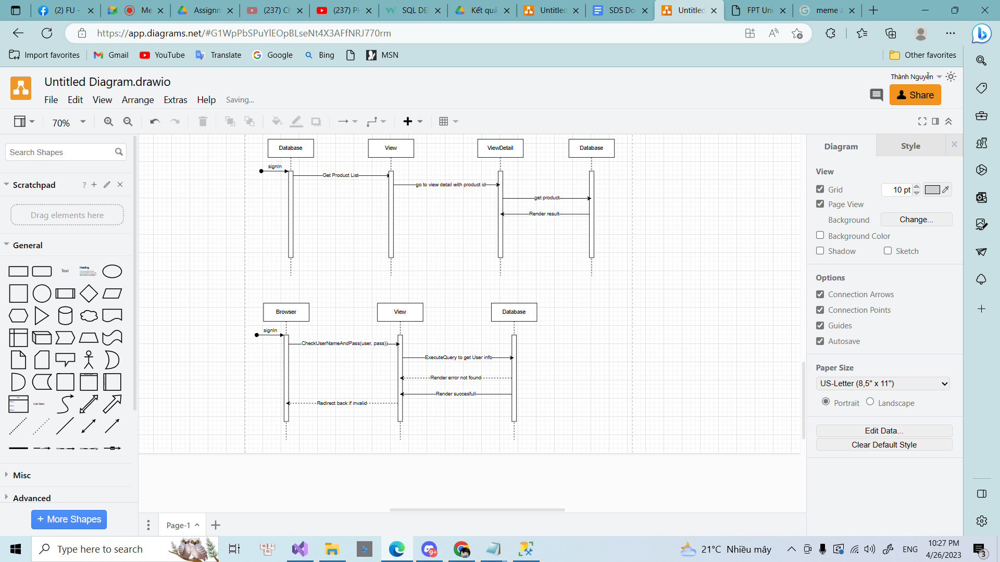 (2) FU -
Me
Assignm
(237) Ch
(237) P
SQL DE
Kết quả
Untitled
SDS Do
Untitled
FPT Uni
meme a
https://app.diagrams.net/#G1WpPbSPuYlEOpBLseNt4X3AFfNRJ770rm
Import favorites
Gmail
YouTube
Translate
Google
Bing
MSN
Other favorites
Untitled Diagram.drawio
Thành Nguyễn
File
Edit
View
Arrange
Extras
Help
Saving...
Share
70%
Search Shapes
Scratchpad
?
Drag elements here
General
Text
Heading
List Item
Misc
Advanced
+ More Shapes
Database
View
ViewDetail
Database
signIn
Get Product List
go to view detail with product id
get product
Render result
Browser
View
Database
signIn
CheckUserNameAndPass(user, pass))
ExecuteQuery to get User info
Render error not found
Render succesfull
Redirect back if invalid
Page-1
Diagram
Style
View
Grid
10 pt
Page View
Background
Change...
Background Color
Shadow
Sketch
Options
Connection Arrows
Connection Points
Guides
Autosave
Paper Size
US-Letter (8,5" x 11")
Portrait
Landscape
Edit Data...
Clear Default Style
Type here to search
9+
21°C Nhiều mây
ENG
10:27 PM
4/26/2023
3